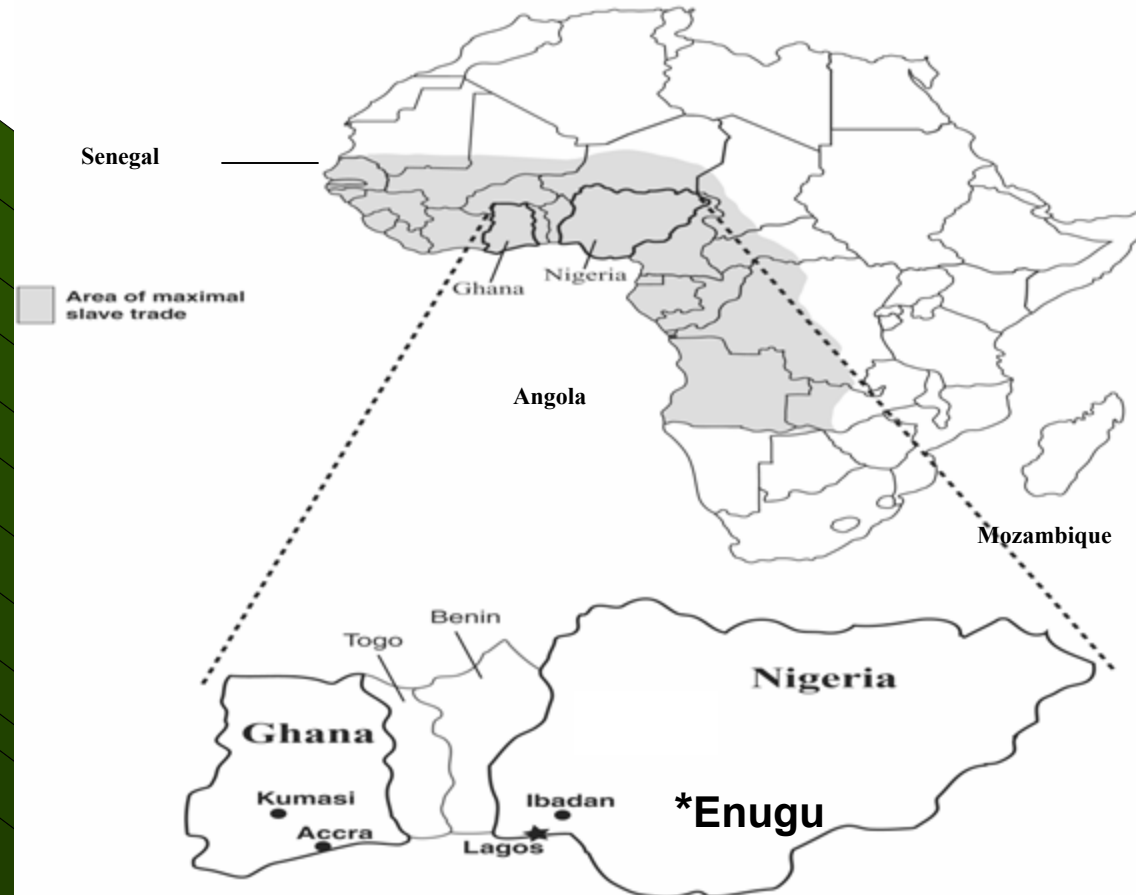 Senegal
Ghana
Nigeria
Area of maximal
slave trade
Angola
Mozambique
Benin
Togo
Nigeria
Ghana
Kumasi
Ibadan
*Enugu
Accra
Lagos